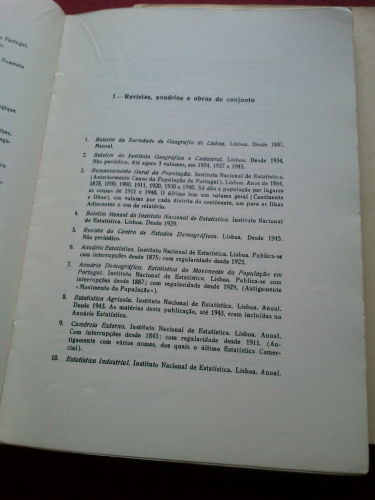 Portugal.
Fomento
1 — Revistas, anuários e obras de conjunto
1. Boletim da Sociedade de Geografia de Lisboa. Lisboa. Desde 1887.
Mensal.
2. Boletim do Instituto Geográfico e Cadastral. Lisboa. Desde 1934.
Não periódico. Até agora 3 volumes, em 1934, 1937 e 1943.
3. Recenseamento Geral da População. Instituto Nacional de Estatística.
(Anteriormente Censo da População de Portugal). Lisboa. Anos de 1864,
1878, 1890, 1900, 1911, 1920, 1930 e 1940. Só dão a população por lugares
os censos de 1911 e 1940. O último tem um volume geral (Continente
e Ilhas), um volume por cada distrito do continente, um para as Ilhas
Adjacentes e um de relatório.
4. Boletim Mensal do Instituto Nacional de Estatística. Instituto Nacional
de Estatística. Lisboa. Desde 1929.
5. Revista do Centro de Estudos Demográficos. Lisboa. Desde 1945.
Não periódico.
6. Anuário Estatístico. Instituto Nacional de Estatística. Lisboa. Publica-se
com interrupções desde 1875; com regularidade desde 1923.
7. Anuário Demográfico. Estatística do Movimento da População em
Portugal. Instituto Nacional de Estatística. Lisboa. Publica-se com
interrupções desde 1887; com regularidade desde 1929. (Antigamente
«Movimento da População»).
8. Estatística Agrícola. Instituto Nacional de Estatística. Lisboa. Anual.
Desde 1943. As matérias desta publicação, até 1943, eram incluídas no
Anuário Estatístico.
9. Comércio Externo. Instituto Nacional de Estatística. Lisboa. Anual.
Com interrupções desde 1843; com regularidade desde 1911. (An-
tigamente com vários nomes, dos quais o último Estatística Comer-
cial).
10. Estatística Industrial. Instituto Nacional de Estatística. Lisboa. Anual.